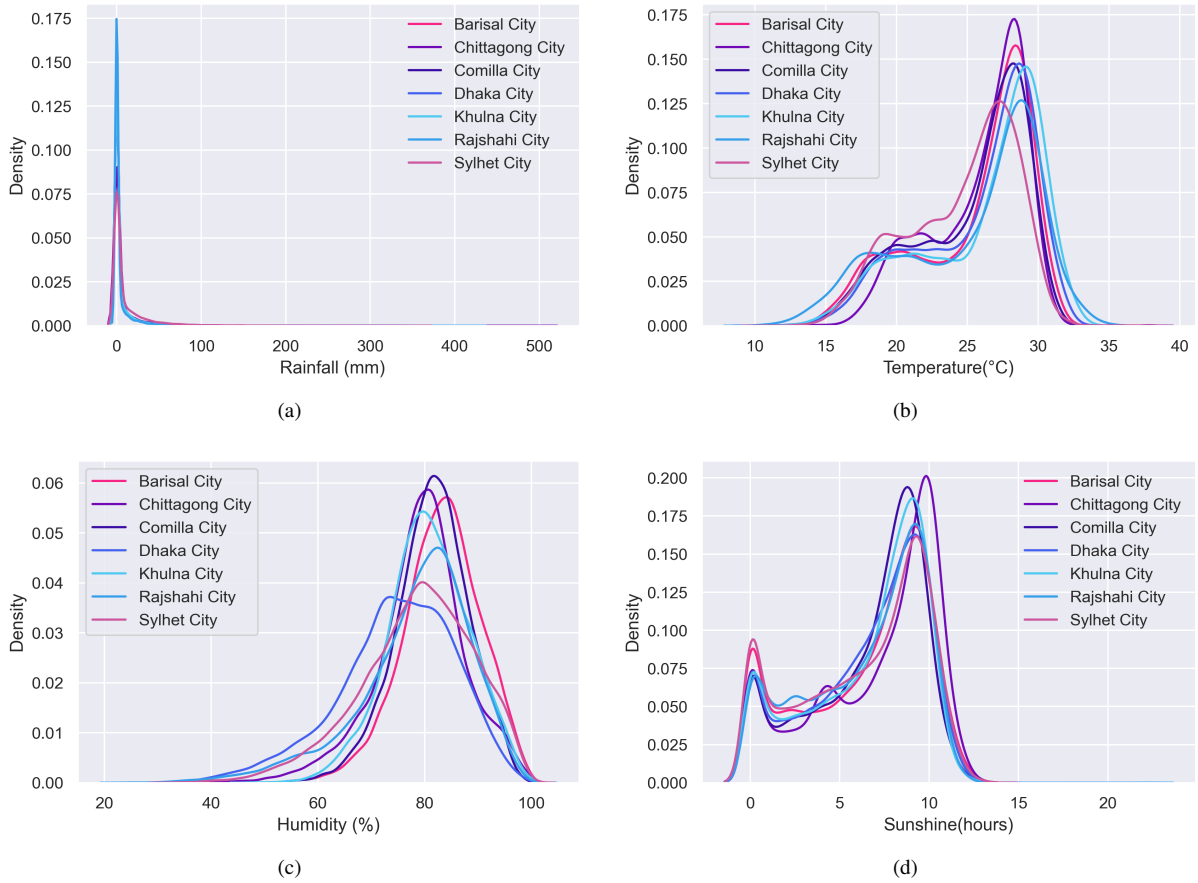 0.175
0.150
0.125
0.100
0.075
0.050
0.025
0.000
Density
Barisal City
Chittagong City
Comilla City
Dhaka City
Khulna City
Rajshahi City
Sylhet City
0 100 200 300 400 500
Rainfall (mm)
(a)
0.175
0.150
0.125
0.100
0.075
0.050
0.025
0.000
Density
Barisal City
Chittagong City
Comilla City
Dhaka City
Khulna City
Rajshahi City
Sylhet City
10 15 20 25 30 35 40
Temperature(°C)
(b)
0.06
0.05
0.04
0.03
0.02
0.01
0.00
Density
Barisal City
Chittagong City
Comilla City
Dhaka City
Khulna City
Rajshahi City
Sylhet City
20 40 60 80 100
Humidity (%)
(c)
0.200
0.175
0.150
0.125
0.100
0.075
0.050
0.025
0.000
Density
Barisal City
Chittagong City
Comilla City
Dhaka City
Khulna City
Rajshahi City
Sylhet City
0 5 10 15 20
Sunshine(hours)
(d)